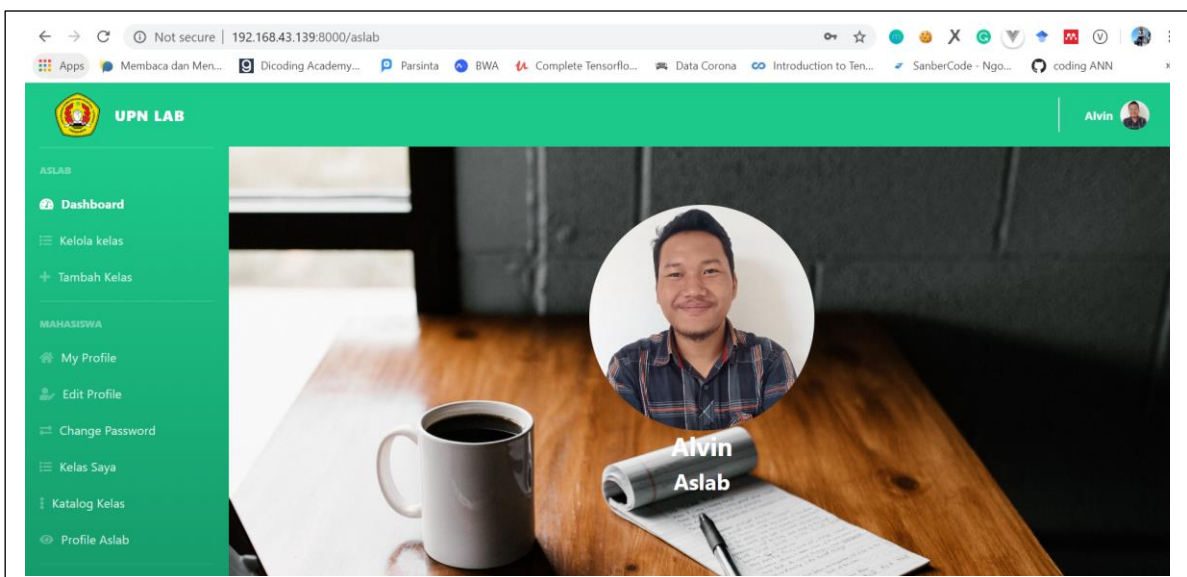 Not secure | 192.168.43.139:8000/aslab
Apps Membaca dan Men... Dicoding Academy... Parsinta BWA Complete Tensorflo... Data Corona Introduction to Ten... SanberCode - Ngo... coding ANN
UPN LAB
Alvin
ASLAB
Dashboard
Kelola kelas
Tambah Kelas
MAHASISWA
My Profile
Edit Profile
Change Password
Kelas Saya
Katalog Kelas
Profile Aslab
Alvin
Aslab